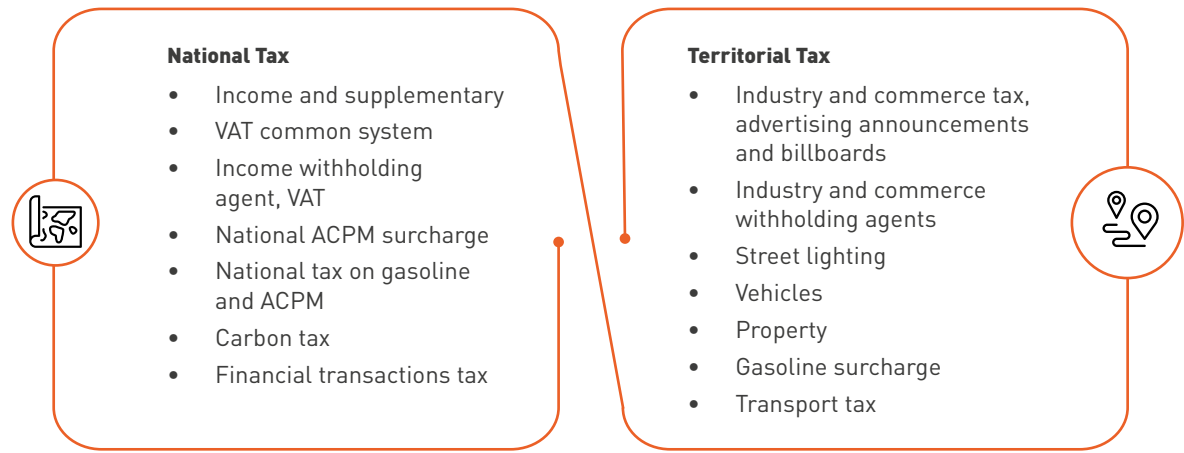 National Tax
• Income and supplementary
• VAT common system
• Income withholding
agent, VAT
• National ACPM surcharge
• National tax on gasoline
and ACPM
• Carbon tax
• Financial transactions tax
Territorial Tax
• Industry and commerce tax,
advertising announcements
and billboards
• Industry and commerce
withholding agents
• Street lighting
• Vehicles
• Property
• Gasoline surcharge
• Transport tax